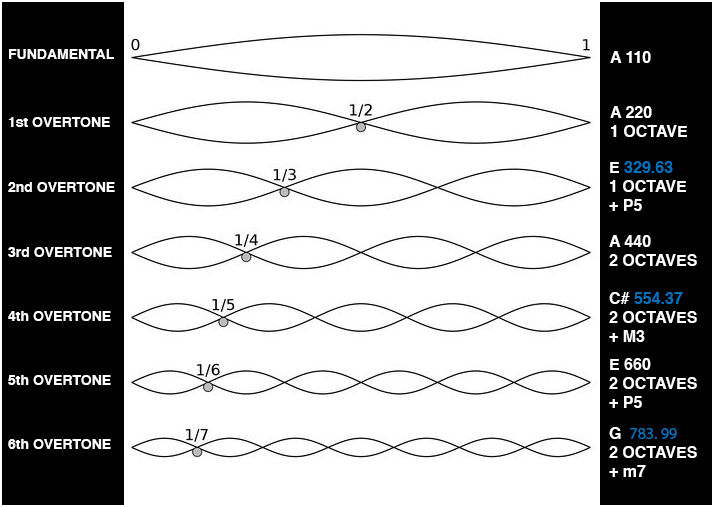 FUNDAMENTAL
0
1
A 110
1st OVERTONE
1/2
A 220
1 OCTAVE
2nd OVERTONE
1/3
E 329.63
1 OCTAVE
+ P5
3rd OVERTONE
1/4
A 440
2 OCTAVES
4th OVERTONE
1/5
C# 554.37
2 OCTAVES
+ M3
5th OVERTONE
1/6
E 660
2 OCTAVES
+ P5
6th OVERTONE
1/7
G 783.99
2 OCTAVES
+ m7